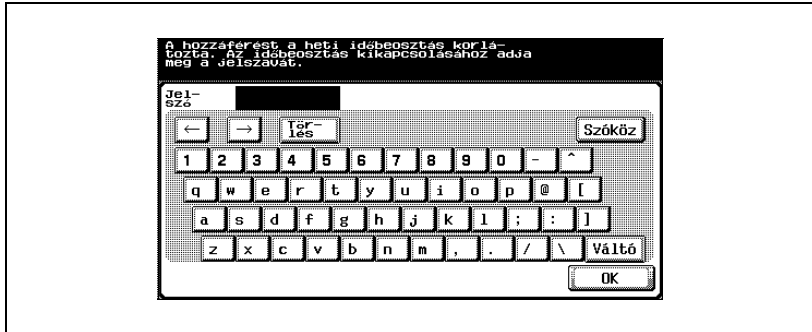 A hozzáférést a heti időbeosztás korlá-
tozta. Az időbeosztás kikapcsolásához adja
meg a jelszavát.
Jel-
szó
← → Tör-
lés Szóköz
1 2 3 4 5 6 7 8 9 0 - ^
q w e r t y u i o p @ [
a s d f g h j k l ; : ]
z x c v b n m , . / \ Váltó
OK